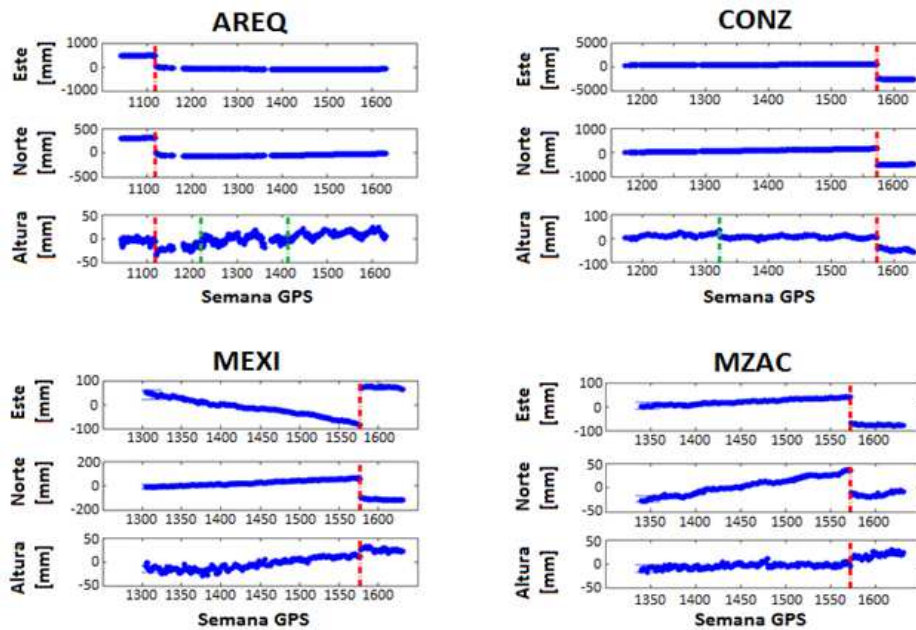 AREQ
Este [mm]
1000
0
-1000
1100 1200 1300 1400 1500 1600
Norte [mm]
500
0
-500
1100 1200 1300 1400 1500 1600
Altura [mm]
50
0
-50
1100 1200 1300 1400 1500 1600
Semana GPS
CONZ
Este [mm]
5000
0
-5000
1200 1300 1400 1500 1600
Norte [mm]
1000
0
-1000
1200 1300 1400 1500 1600
Altura [mm]
100
0
-100
1200 1300 1400 1500 1600
Semana GPS
MEXI
Este [mm]
100
0
-100
1300 1350 1400 1450 1500 1550 1600
Norte [mm]
200
0
-200
1300 1350 1400 1450 1500 1550 1600
Altura [mm]
50
0
-50
1300 1350 1400 1450 1500 1550 1600
Semana GPS
MZAC
Este [mm]
100
0
-100
1350 1400 1450 1500 1550 1600
Norte [mm]
50
0
-50
1350 1400 1450 1500 1550 1600
Altura [mm]
50
0
-50
1350 1400 1450 1500 1550 1600
Semana GPS